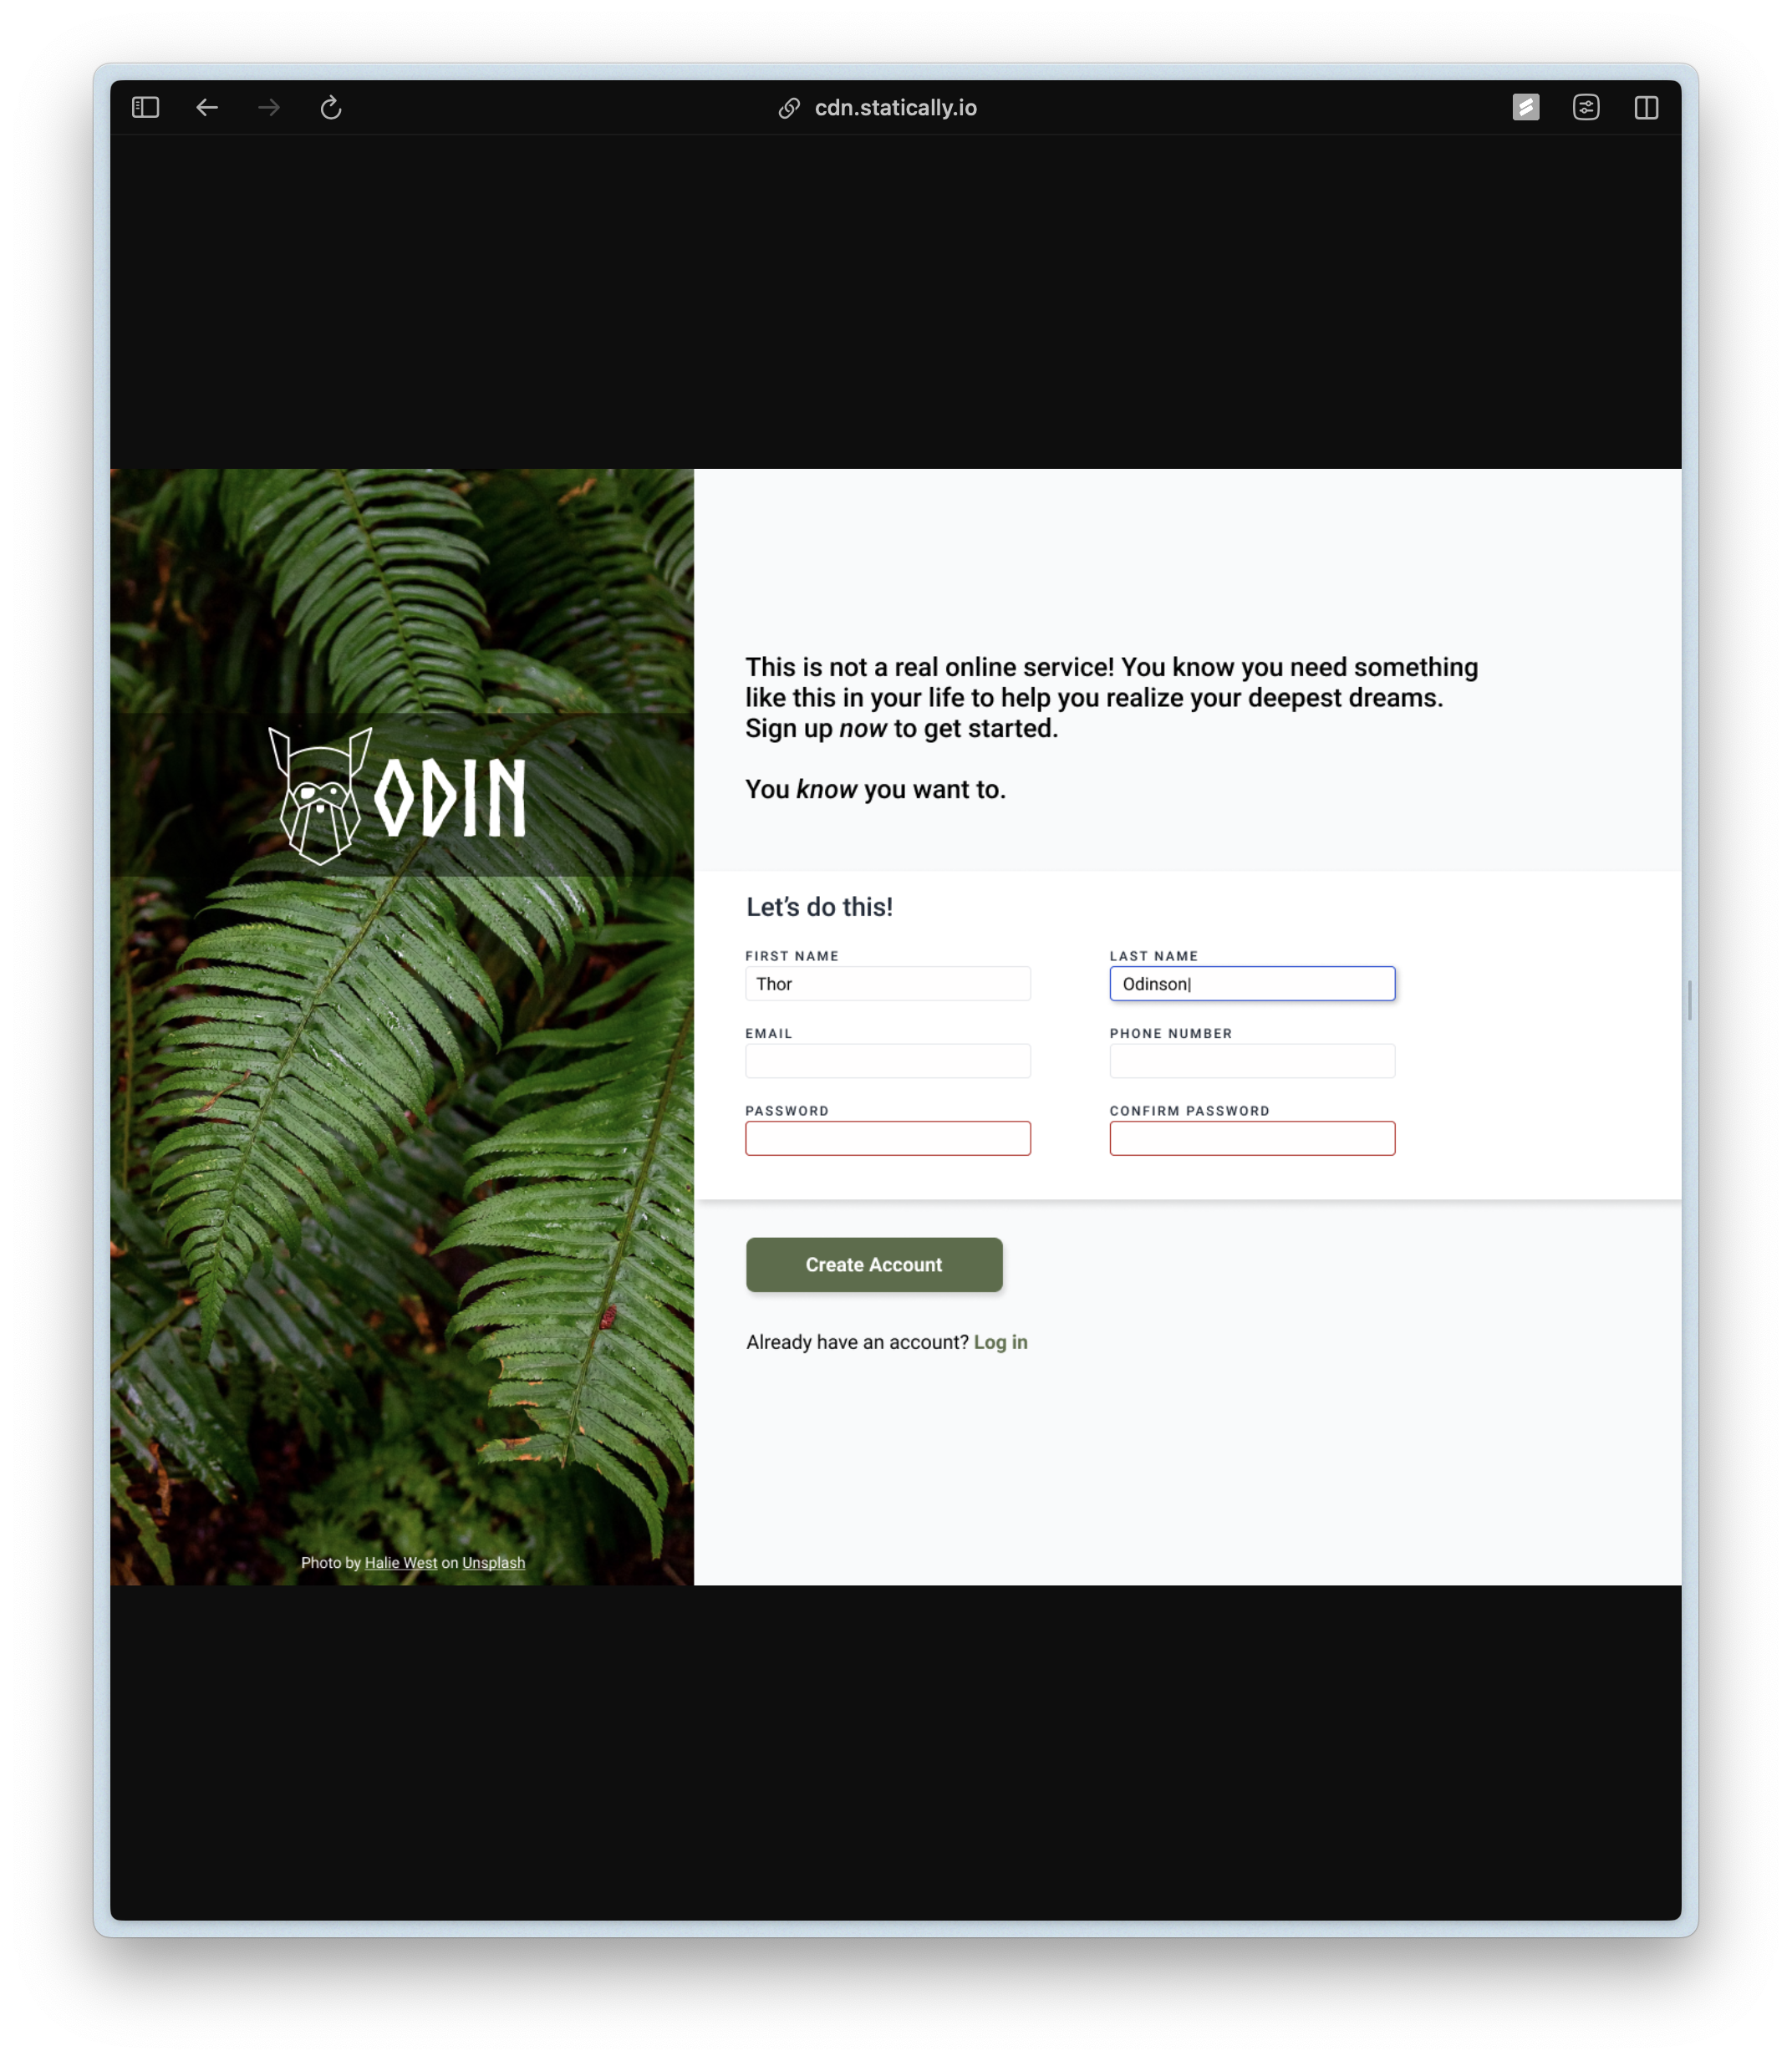 cdn.statically.io
ODIN
This is not a real online service! You know you need something
like this in your life to help you realize your deepest dreams.
Sign up now to get started.
You know you want to.
Let’s do this!
FIRST NAME
LAST NAME
Thor
Odinson
EMAIL
PHONE NUMBER
PASSWORD
CONFIRM PASSWORD
Create Account
Already have an account? Log in
Photo by Halie West on Unsplash